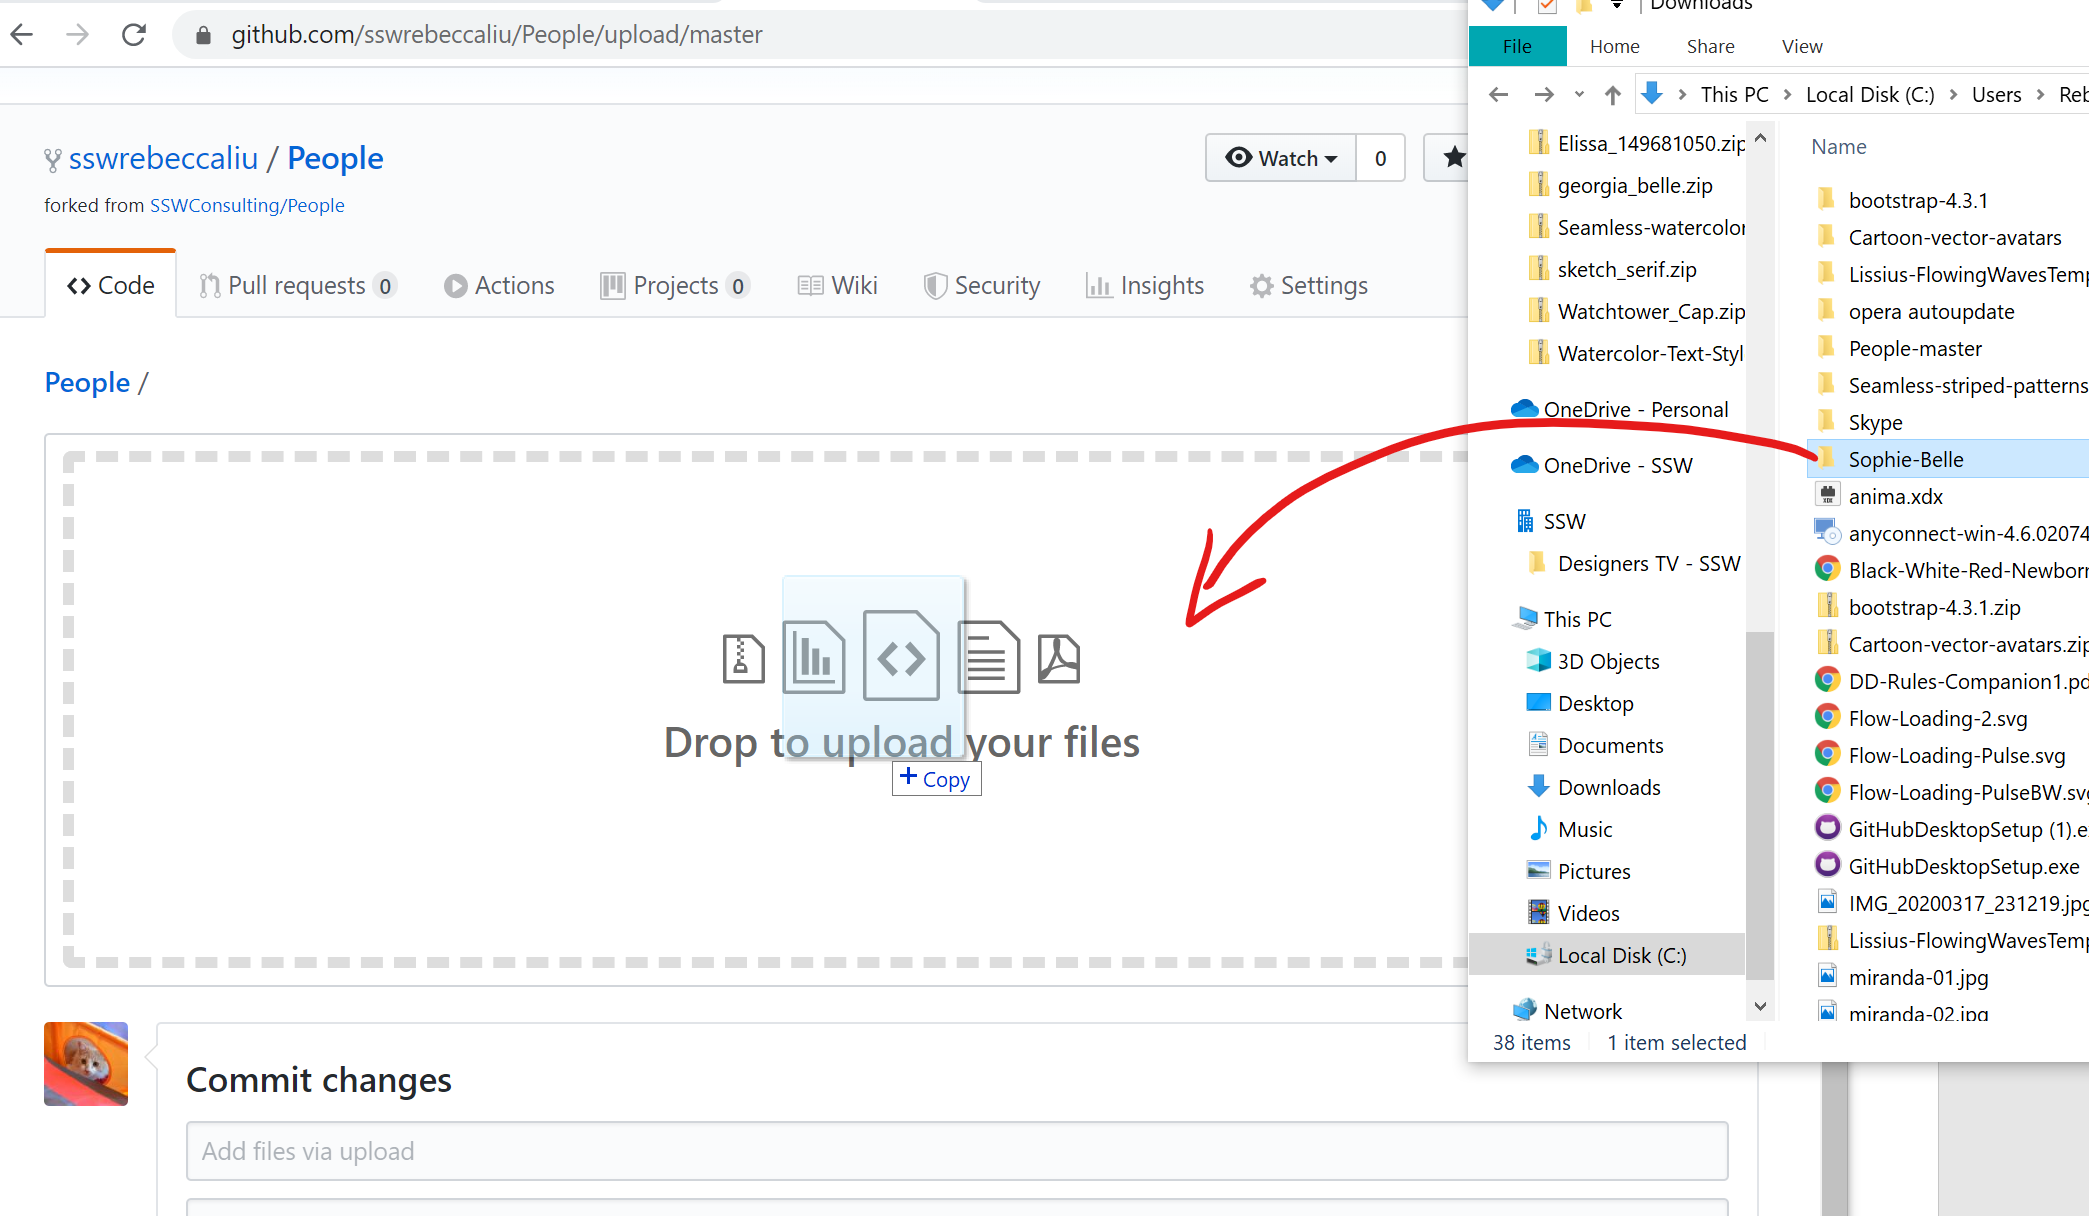 github.com/sswrebeccaliu/People/upload/master
sswrebeccaliu / People
Watch 0
forked from SSWConsulting/People
Code
Pull requests 0
Actions
Projects 0
Wiki
Security
Insights
Settings
People /
Drop to upload your files
+ Copy
Commit changes
Add files via upload
Downloads
File Home Share View
This PC > Local Disk (C:) > Users > Reb
Elissa_149681050.zip
georgia_belle.zip
Seamless-watercolor
sketch_serif.zip
Watchtower_Cap.zip
Watercolor-Text-Styl
OneDrive - Personal
OneDrive - SSW
SSW
Designers TV - SSW
This PC
3D Objects
Desktop
Documents
Downloads
Music
Pictures
Videos
Local Disk (C:)
Network
Name
bootstrap-4.3.1
Cartoon-vector-avatars
Lissius-FlowingWavesTemp
opera autoupdate
People-master
Seamless-striped-patterns
Skype
Sophie-Belle
anima.xdx
anyconnect-win-4.6.02074
Black-White-Red-Newborn
bootstrap-4.3.1.zip
Cartoon-vector-avatars.zip
DD-Rules-Companion1.pd
Flow-Loading-2.svg
Flow-Loading-Pulse.svg
Flow-Loading-PulseBW.svg
GitHubDesktopSetup (1).ex
GitHubDesktopSetup.exe
IMG_20200317_231219.jpg
Lissius-FlowingWavesTemp
miranda-01.jpg
miranda-02.jpg
38 items 1 item selected